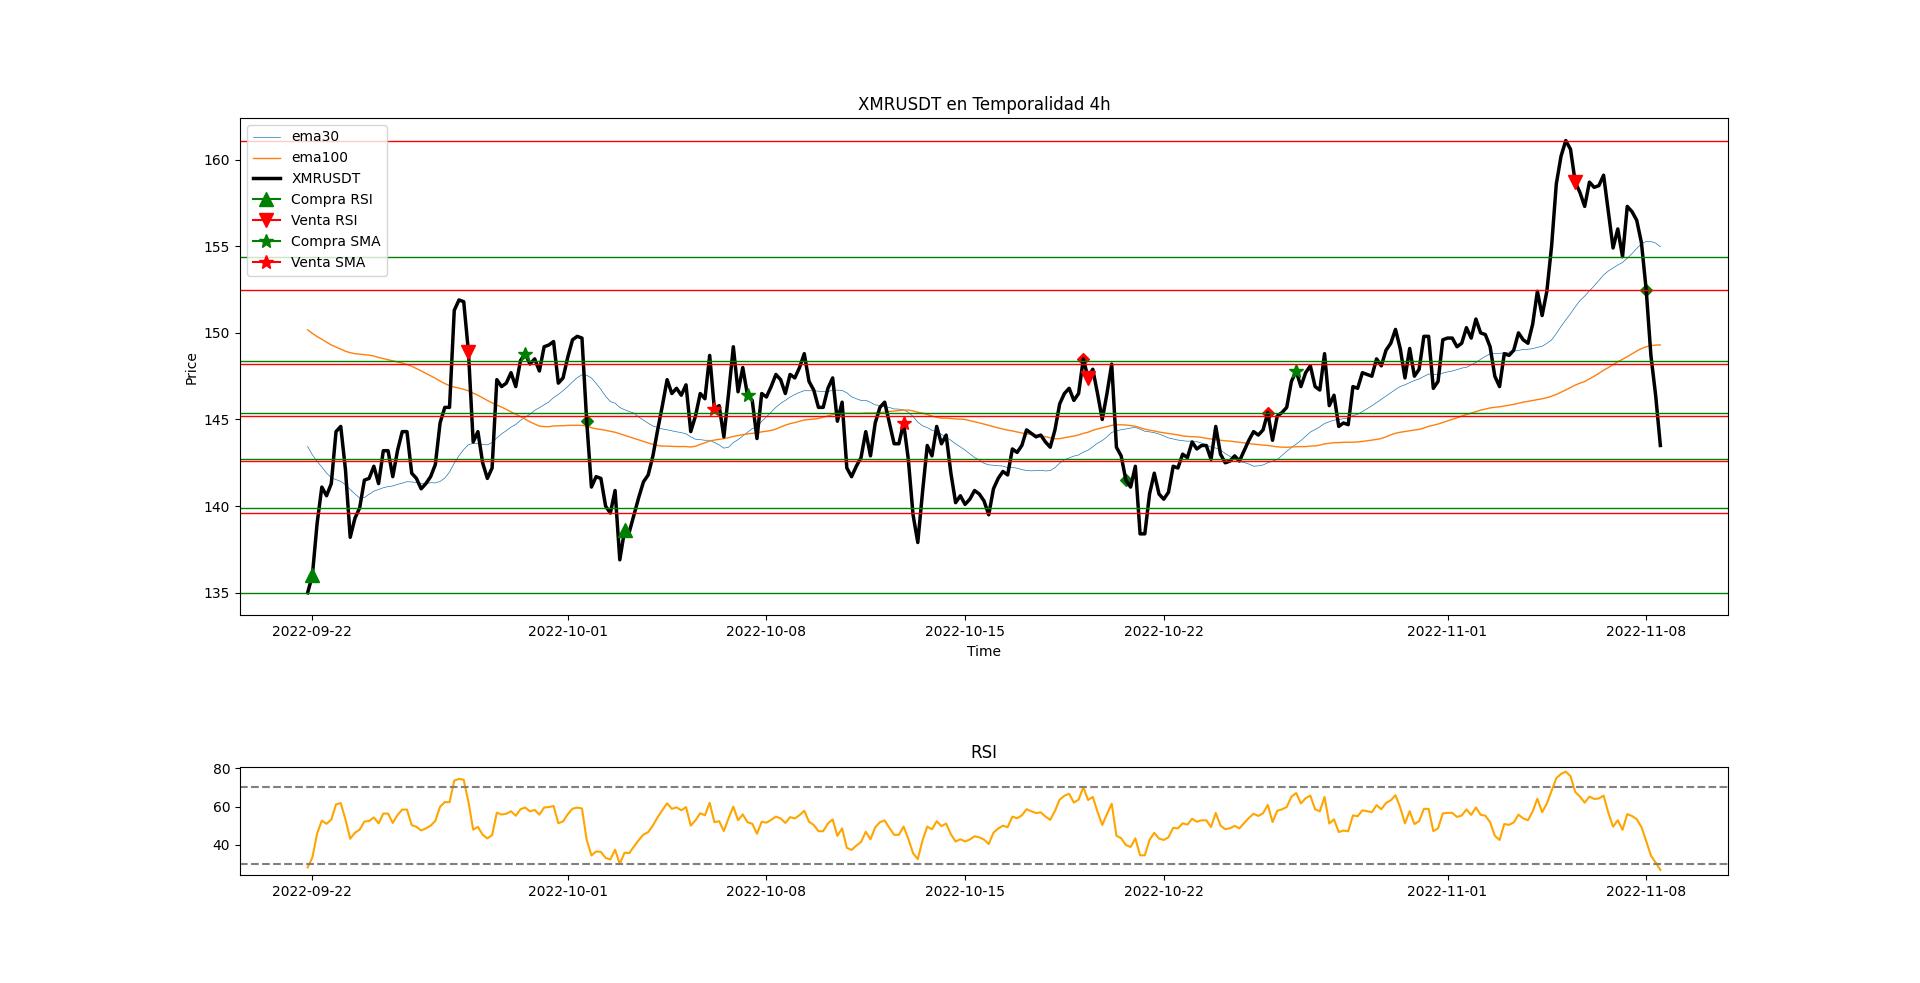 XMRUSDT en Temporalidad 4h
ema30
ema100
XMRUSDT
Compra RSI
Venta RSI
Compra SMA
Venta SMA
160
155
150
145
140
135
Price
2022-09-22 2022-10-01 2022-10-08 2022-10-15 2022-10-22 2022-11-01 2022-11-08
Time
RSI
80
60
40
2022-09-22 2022-10-01 2022-10-08 2022-10-15 2022-10-22 2022-11-01 2022-11-08